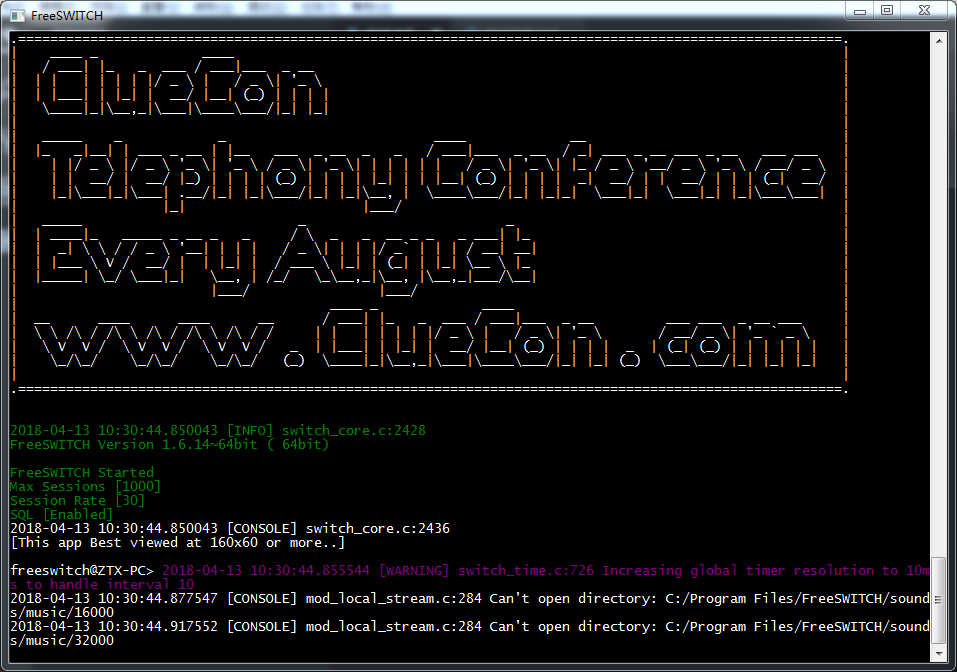 FreeSWITCH
ClueCon
Telephony Conference
Every August
www.ClueCon.com
2018-04-13 10:30:44.850043 [INFO] switch_core.c:2428
FreeSWITCH Version 1.6.14~64bit ( 64bit)
FreeSWITCH Started
Max Sessions [1000]
Session Rate [30]
SQL [Enabled]
2018-04-13 10:30:44.850043 [CONSOLE] switch_core.c:2436
[This app Best viewed at 160x60 or more..]
freeswitch@ZTX-PC> 2018-04-13 10:30:44.855544 [WARNING] switch_time.c:726 Increasing global timer resolution to 10m
s to handle interval 10
2018-04-13 10:30:44.877547 [CONSOLE] mod_local_stream.c:284 Can't open directory: C:/Program Files/FreeSWITCH/sound
s/music/16000
2018-04-13 10:30:44.917552 [CONSOLE] mod_local_stream.c:284 Can't open directory: C:/Program Files/FreeSWITCH/sound
s/music/32000